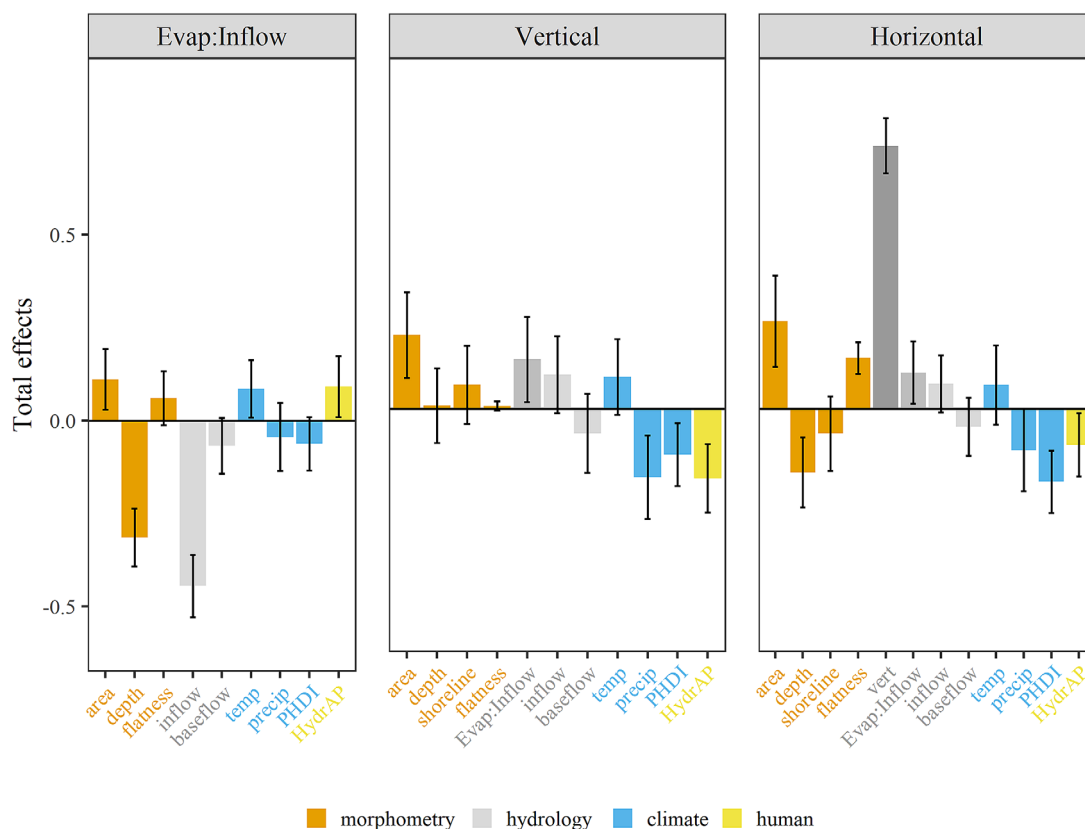 Evap:Inflow Vertical Horizontal
Total effects
0.5
0.0
-0.5
area depth flatness inflow baseflow temp precip PHDI HydrAP
area depth shoreline flatness Evap:Inflow inflow baseflow temp precip PHDI HydrAP
area depth shoreline flatness vert Evap:Inflow inflow baseflow temp precip PHDI HydrAP
morphometry hydrology climate human